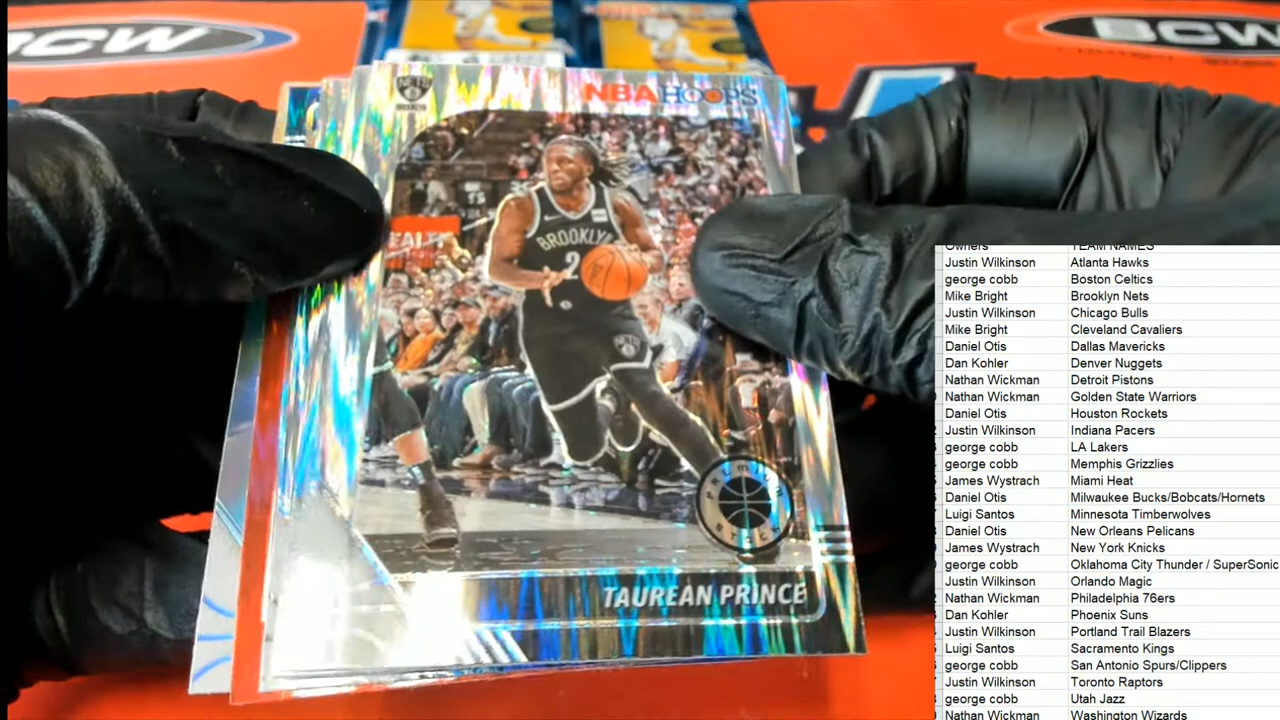 BCW
BCW
NETS
NBA HOOPS
BROOKLYN
2
PREMIUM
STOCK
TAUREAN PRINCE
Owners TEAM NAMES
Justin Wilkinson Atlanta Hawks
george cobb Boston Celtics
Mike Bright Brooklyn Nets
Justin Wilkinson Chicago Bulls
Mike Bright Cleveland Cavaliers
Daniel Otis Dallas Mavericks
Dan Kohler Denver Nuggets
Nathan Wickman Detroit Pistons
Nathan Wickman Golden State Warriors
Daniel Otis Houston Rockets
Justin Wilkinson Indiana Pacers
george cobb LA Lakers
george cobb Memphis Grizzlies
James Wystrach Miami Heat
Daniel Otis Milwaukee Bucks/Bobcats/Hornets
Luigi Santos Minnesota Timberwolves
Daniel Otis New Orleans Pelicans
James Wystrach New York Knicks
george cobb Oklahoma City Thunder / SuperSonic
Justin Wilkinson Orlando Magic
Nathan Wickman Philadelphia 76ers
Dan Kohler Phoenix Suns
Justin Wilkinson Portland Trail Blazers
Luigi Santos Sacramento Kings
george cobb San Antonio Spurs/Clippers
Justin Wilkinson Toronto Raptors
george cobb Utah Jazz
Nathan Wickman Washington Wizards